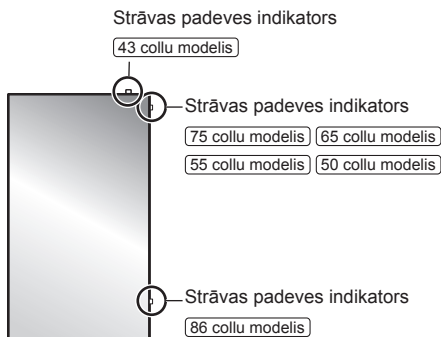 Strāvas padeves indikators
43 collu modelis
Strāvas padeves indikators
75 collu modelis 65 collu modelis
55 collu modelis 50 collu modelis
Strāvas padeves indikators
86 collu modelis